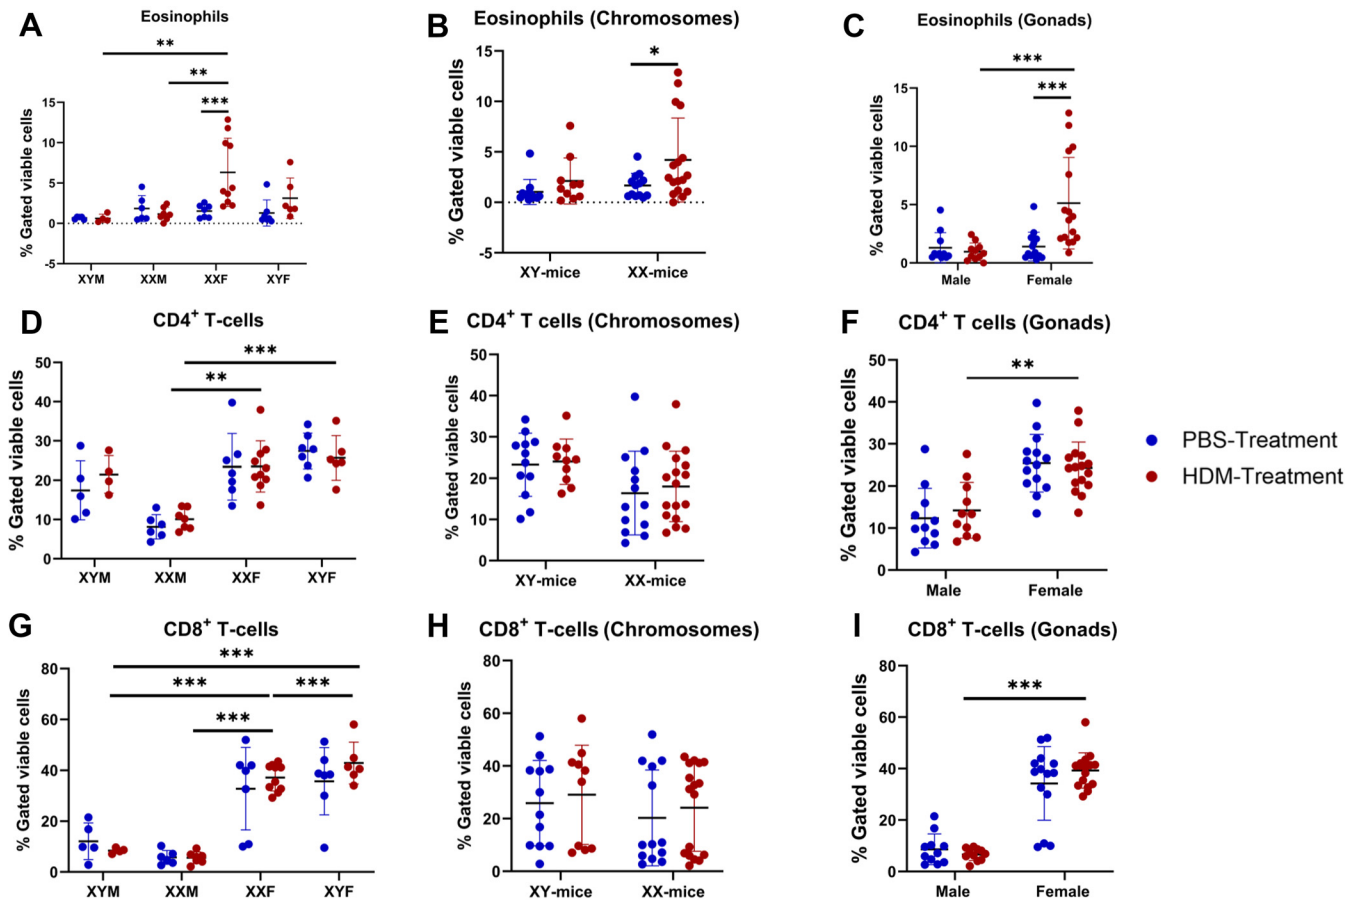 A
Eosinophils
**
**
***
% Gated viable cells
15
10
5
0
-5
XYM
XXM
XXF
XYF
B
Eosinophils (Chromosomes)
*
% Gated viable cells
15
10
5
0
-5
XY-mice
XX-mice
C
Eosinophils (Gonads)
***
***
% Gated viable cells
15
10
5
0
Male
Female
D
CD4+ T-cells
***
**
% Gated viable cells
50
40
30
20
10
0
XYM
XXM
XXF
XYF
E
CD4+ T cells (Chromosomes)
% Gated viable cells
50
40
30
20
10
0
XY-mice
XX-mice
F
CD4+ T cells (Gonads)
**
% Gated viable cells
50
40
30
20
10
0
Male
Female
PBS-Treatment
HDM-Treatment
G
CD8+ T-cells
***
***
***
***
% Gated viable cells
80
60
40
20
0
XYM
XXM
XXF
XYF
H
CD8+ T-cells (Chromosomes)
% Gated viable cells
80
60
40
20
0
XY-mice
XX-mice
I
CD8+ T-cells (Gonads)
***
% Gated viable cells
80
60
40
20
0
Male
Female